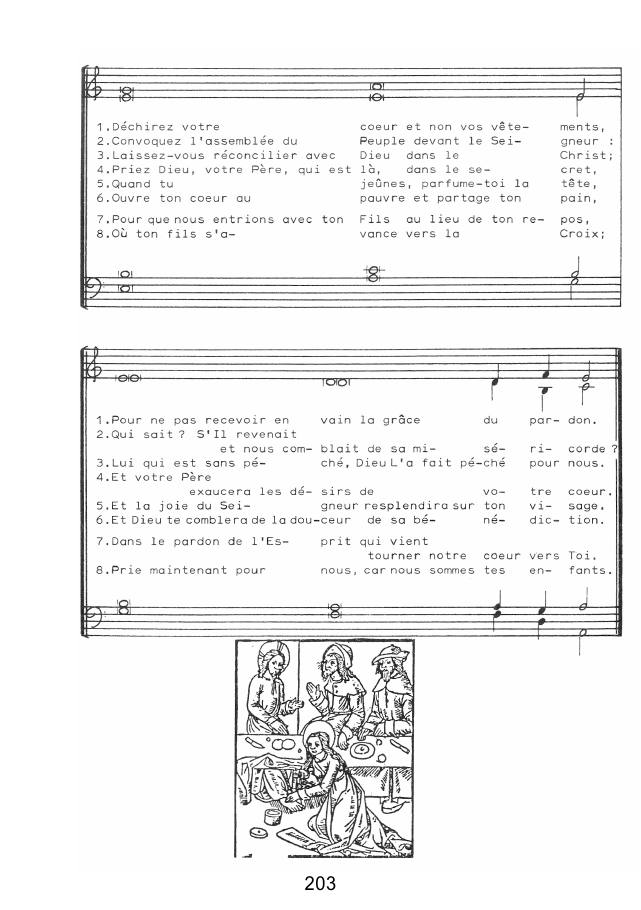 1.Déchirez votre coeur et non vos vête- ments,
2.Convoquez l'assemblée du Peuple devant le Sei- gneur :
3.Laissez-vous réconcilier avec Dieu dans le Christ;
4.Priez Dieu, votre Père, qui est là, dans le se- cret,
5.Quand tu jeûnes, parfume-toi la tête,
6.Ouvre ton coeur au pauvre et partage ton pain,
7.Pour que nous entrions avec ton Fils au lieu de ton re- pos,
8.Où ton fils s'a- vance vers la Croix;
1.Pour ne pas recevoir en vain la grâce du par- don.
2.Qui sait ? S'Il revenait
et nous com- blait de sa mi- sé- ri- corde ?
3.Lui qui est sans pé- ché, Dieu L'a fait pé-ché pour nous.
4.Et votre Père
exaucera les dé- sirs de vo- tre coeur.
5.Et la joie du Sei- gneur resplendira sur ton vi- sage.
6.Et Dieu te comblera de la dou-ceur de sa bé- né- dic- tion.
7.Dans le pardon de l'Es- prit qui vient
tourner notre coeur vers Toi.
8.Prie maintenant pour nous, car nous sommes tes en- fants.
203